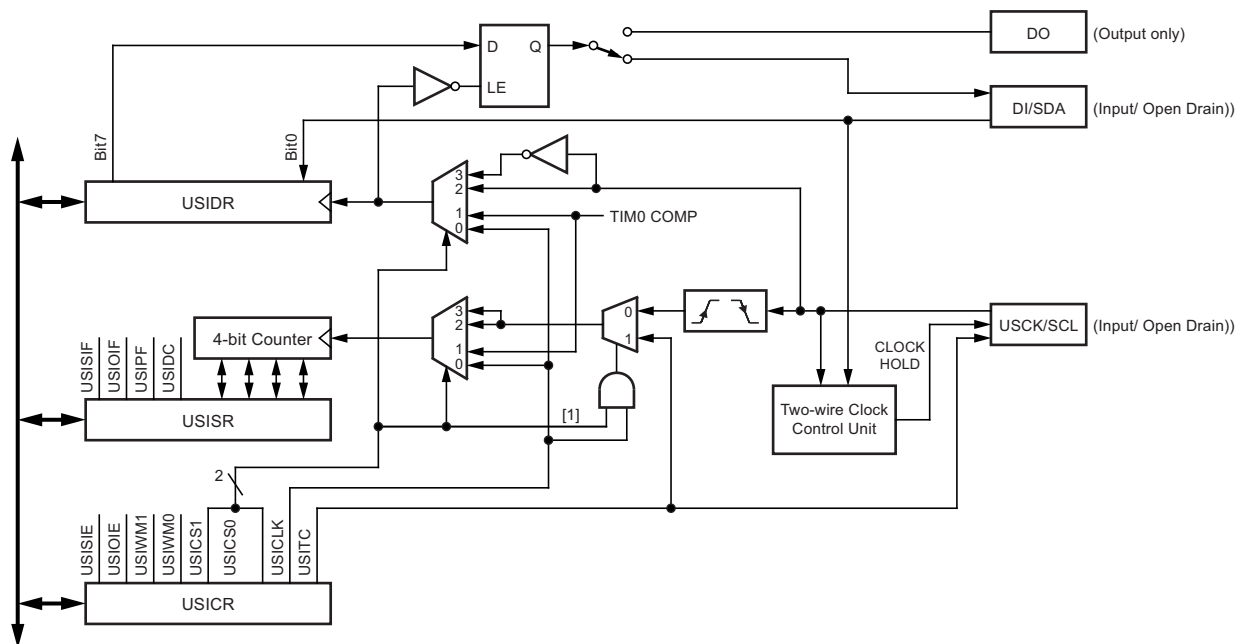 DO
(Output only)
D
Q
LE
DI/SDA
(Input/ Open Drain))
Bit7
Bit0
3
2
1
0
USIDR
TIM0 COMP
3
2
1
0
0
1
4-bit Counter
USCK/SCL
(Input/ Open Drain))
CLOCK
HOLD
USISIF
USIOIF
USIPF
USIDC
[1]
Two-wire Clock
Control Unit
USISR
2
USISIE
USIOIE
USIWM1
USIWM0
USICS1
USICS0
USICLK
USITC
USICR